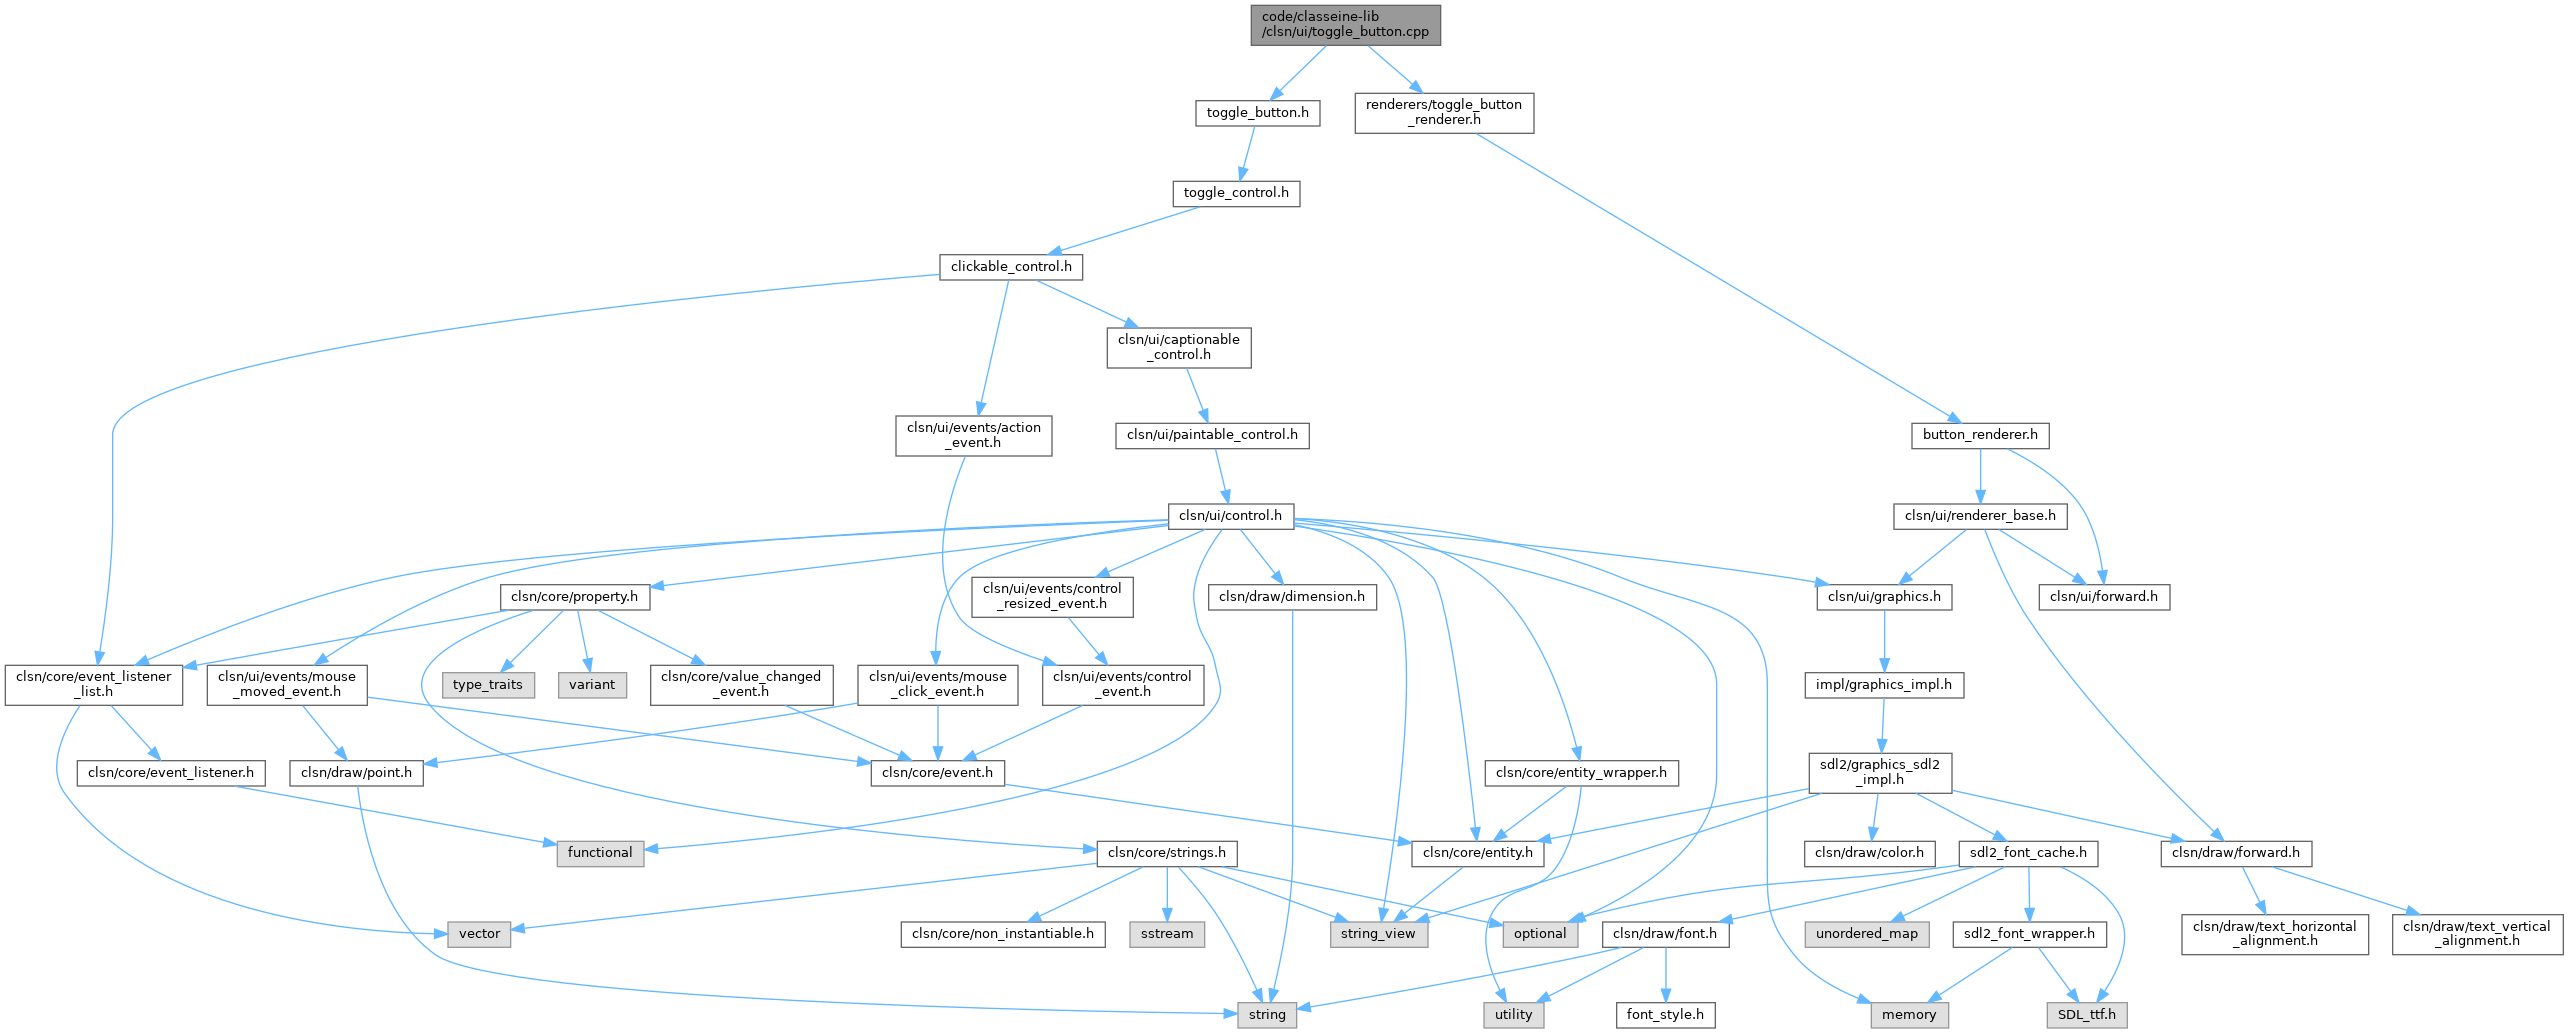 code/classeine-lib
/clsn/ui/toggle_button.cpp
toggle_button.h
renderers/toggle_button
_renderer.h
toggle_control.h
clickable_control.h
clsn/ui/captionable
_control.h
clsn/ui/events/action
_event.h
clsn/ui/paintable_control.h
button_renderer.h
clsn/ui/control.h
clsn/ui/renderer_base.h
clsn/core/property.h
clsn/ui/events/control
_resized_event.h
clsn/draw/dimension.h
clsn/ui/graphics.h
clsn/ui/forward.h
clsn/core/event_listener
_list.h
clsn/ui/events/mouse
_moved_event.h
type_traits
variant
clsn/core/value_changed
_event.h
clsn/ui/events/mouse
_click_event.h
clsn/ui/events/control
_event.h
impl/graphics_impl.h
clsn/core/event_listener.h
clsn/draw/point.h
clsn/core/event.h
clsn/core/entity_wrapper.h
sdl2/graphics_sdl2
_impl.h
functional
clsn/core/strings.h
clsn/core/entity.h
clsn/draw/color.h
sdl2_font_cache.h
clsn/draw/forward.h
vector
clsn/core/non_instantiable.h
sstream
string_view
optional
clsn/draw/font.h
unordered_map
sdl2_font_wrapper.h
clsn/draw/text_horizontal
_alignment.h
clsn/draw/text_vertical
_alignment.h
string
utility
font_style.h
memory
SDL_ttf.h